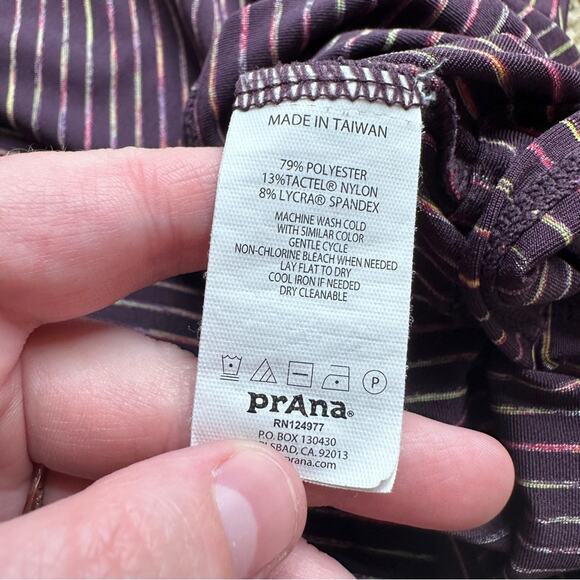 MADE IN TAIWAN
79% POLYESTER
13%TACTEL® NYLON
8% LYCRA® SPANDEX
MACHINE WASH COLD
WITH SIMILAR COLOR
GENTLE CYCLE
NON-CHLORINE BLEACH WHEN NEEDED
LAY FLAT TO DRY
COOL IRON IF NEEDED
DRY CLEANABLE
P
prAna®
RN124977
P.O. BOX 130430
CA. 92013